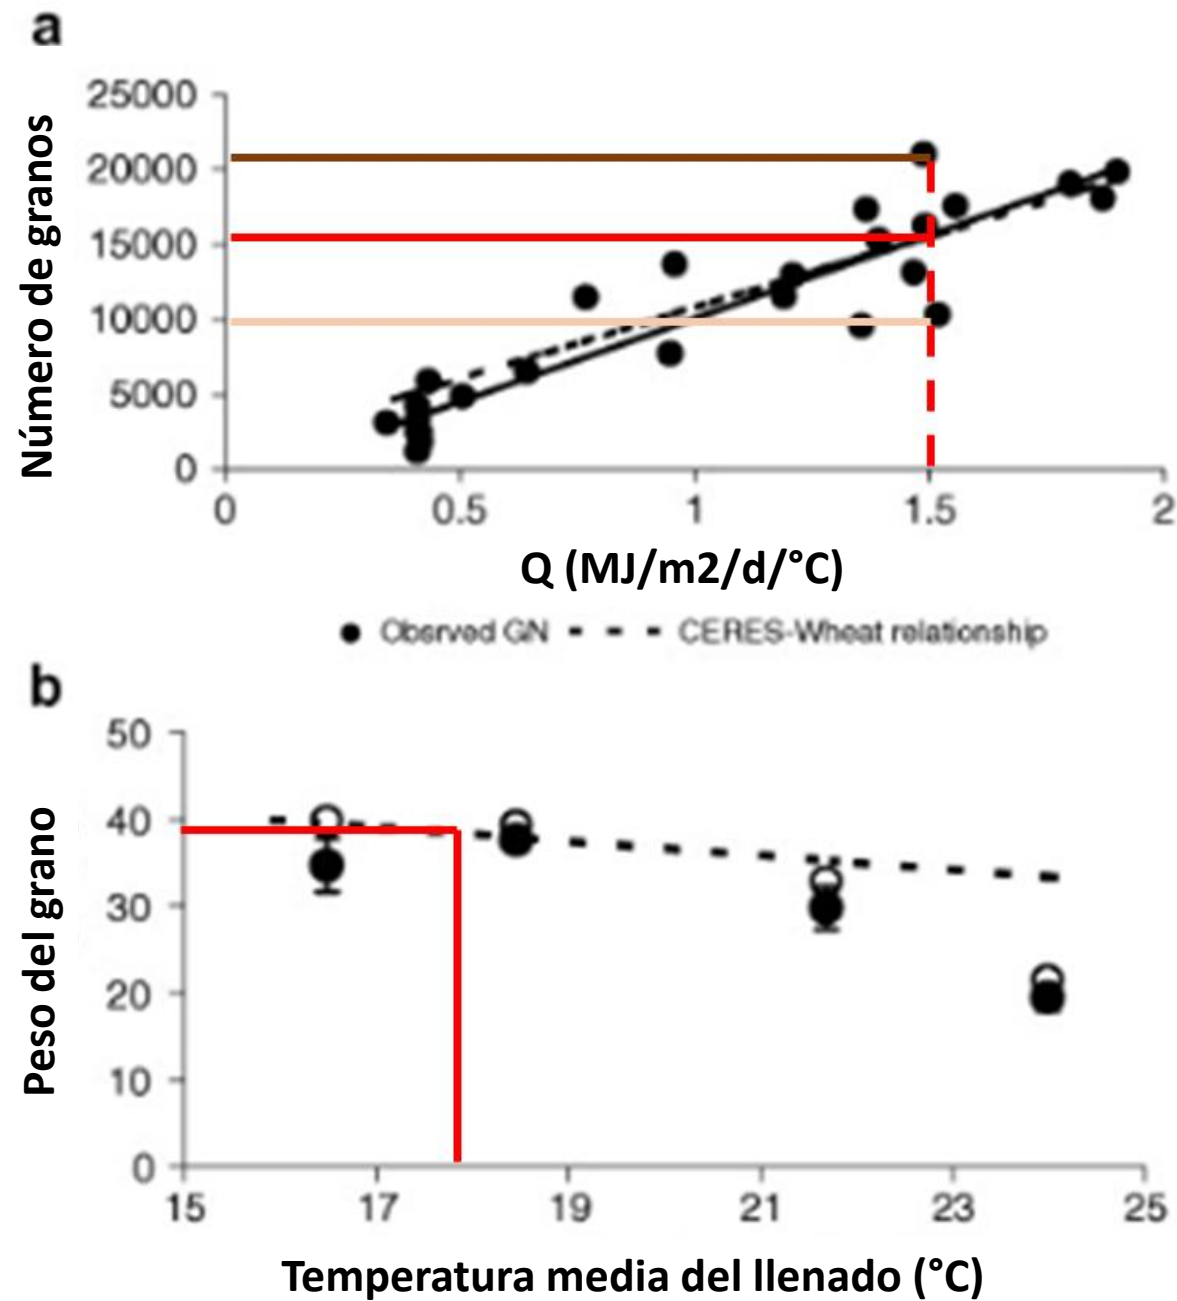 a
Número de granos
25000
20000
15000
10000
5000
0
0 0.5 1 1.5 2
Q (MJ/m2/d/°C)
Obsrved GN CERES-Wheat relationship
b
Peso del grano
50
40
30
20
10
0
15 17 19 21 23 25
Temperatura media del llenado (°C)